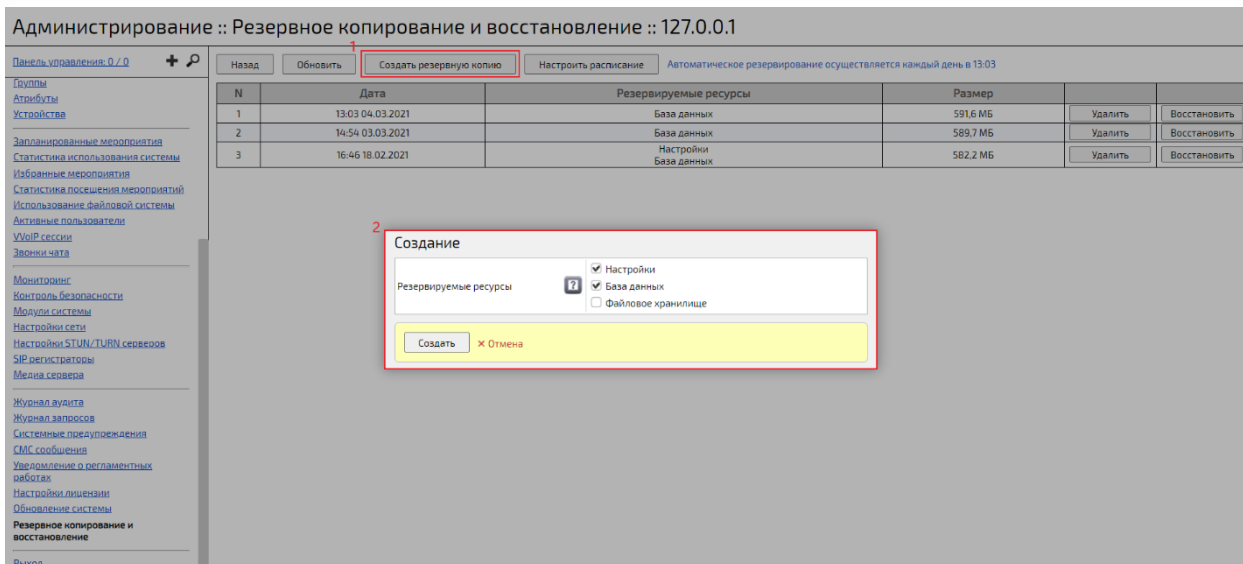 Администрирование :: Резервное копирование и восстановление :: 127.0.0.1
Панель управления: 0 / 0
Группы
Атрибуты
Устройства
Запланированные мероприятия
Статистика использования системы
Избранные мероприятия
Статистика посещения мероприятий
Использование файловой системы
Активные пользователи
VVoIP сессии
Звонки чата
Мониторинг
Контроль безопасности
Модули системы
Настройки сети
Настройки STUN/TURN серверов
SIP регистраторы
Медиа сервера
Журнал аудита
Журнал запросов
Системные предупреждения
СМС сообщения
Уведомление о регламентных
работах
Настройки лицензии
Обновление системы
Резервное копирование и
восстановление
Выход
1
Назад Обновить Создать резервную копию Настроить расписание Автоматическое резервирование осуществляется каждый день в 13:03
N Дата Резервируемые ресурсы Размер
1 13:03 04.03.2021 База данных 591,6 МБ Удалить Восстановить
2 14:54 03.03.2021 База данных 589,7 МБ Удалить Восстановить
3 16:46 18.02.2021 Настройки База данных 582,2 МБ Удалить Восстановить
2
Создание
Резервируемые ресурсы ?
Настройки
База данных
Файловое хранилище
Создать × Отмена